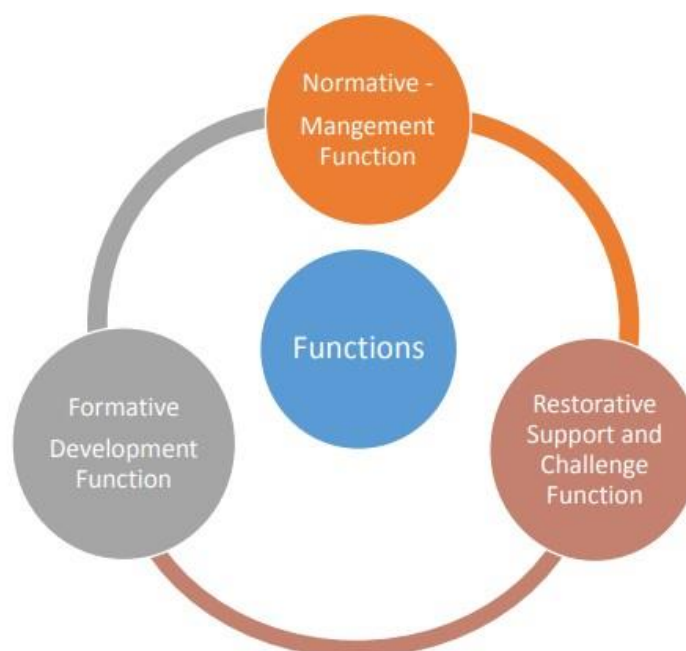 Normative -
Mangement
Function
Functions
Formative
Development
Function
Restorative
Support and
Challenge
Function